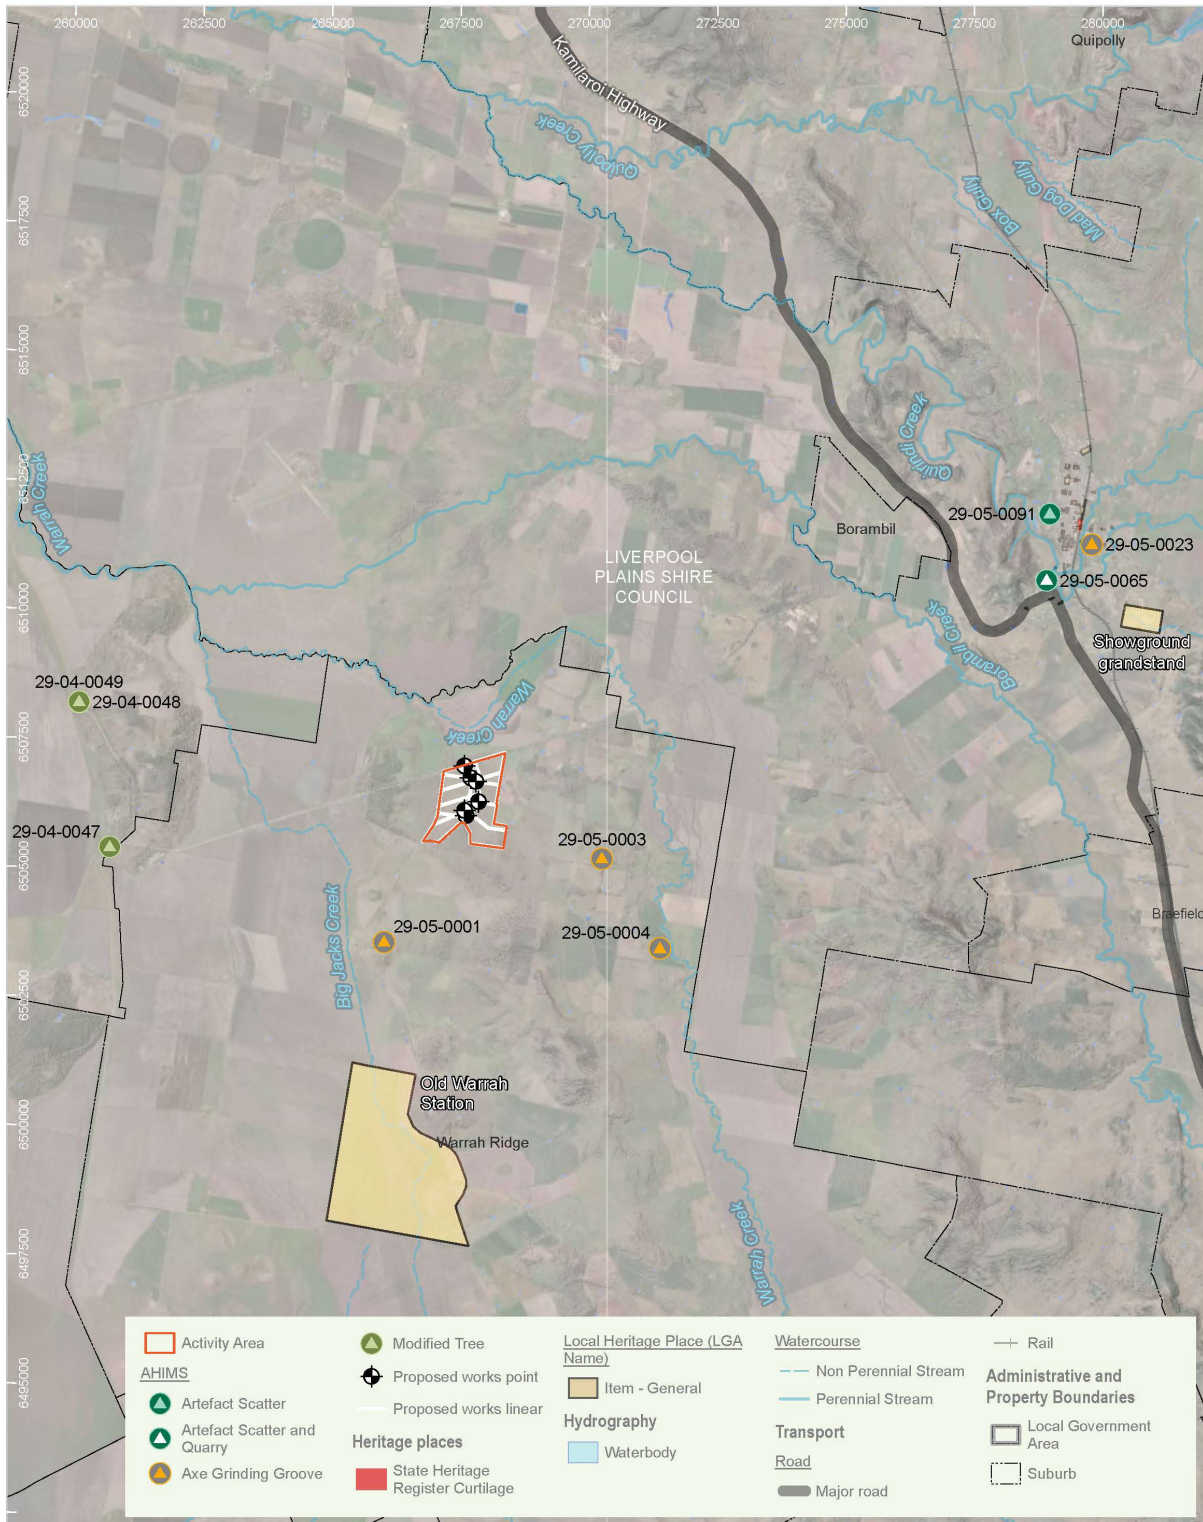 260000
262500
265000
267500
270000
272500
275000
277500
280000
Quipolly
6520000
Kamilaroi Highway
Quipolly Creek
Box Gully
Mad Dog Gully
6517500
6515000
Quirindi Creek
6512500
Warrah Creek
29-05-0091
Borambil
29-05-0023
LIVERPOOL
PLAINS SHIRE
COUNCIL
29-05-0065
6510000
Borambil Creek
Showground
grandstand
29-04-0049
29-04-0048
Warrah Creek
6507500
29-04-0047
29-05-0003
6505000
29-05-0001
29-05-0004
Braefield
Big Jacks Creek
6502500
Old Warrah
Station
6500000
Warrah Ridge
Warrah Creek
6497500
6495000
Activity Area
AHIMS
Artefact Scatter
Artefact Scatter and
Quarry
Axe Grinding Groove
Modified Tree
Proposed works point
Proposed works linear
Heritage places
State Heritage
Register Curtilage
Local Heritage Place (LGA
Name)
Item - General
Hydrography
Waterbody
Watercourse
Non Perennial Stream
Perennial Stream
Transport
Road
Major road
Rail
Administrative and
Property Boundaries
Local Government
Area
Suburb